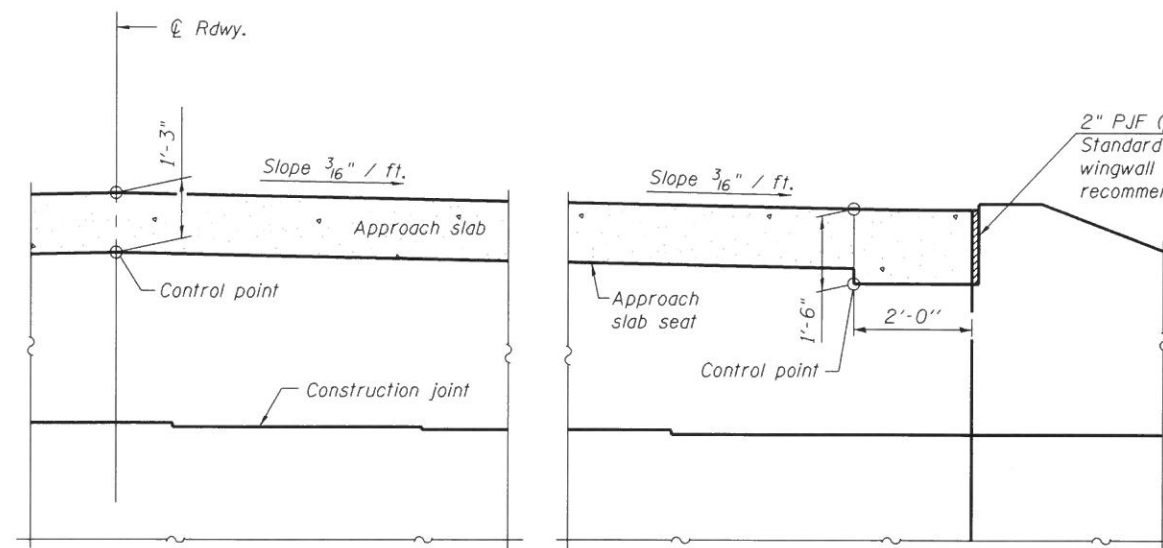 ℄ Rdwy.
1'-3"
Slope 3/16" / ft.
Approach slab
Control point
Construction joint
Slope 3/16" / ft.
2" PJF (
Standard
wingwall
Approach
slab seat
1'-6"
2'-0"
Control point